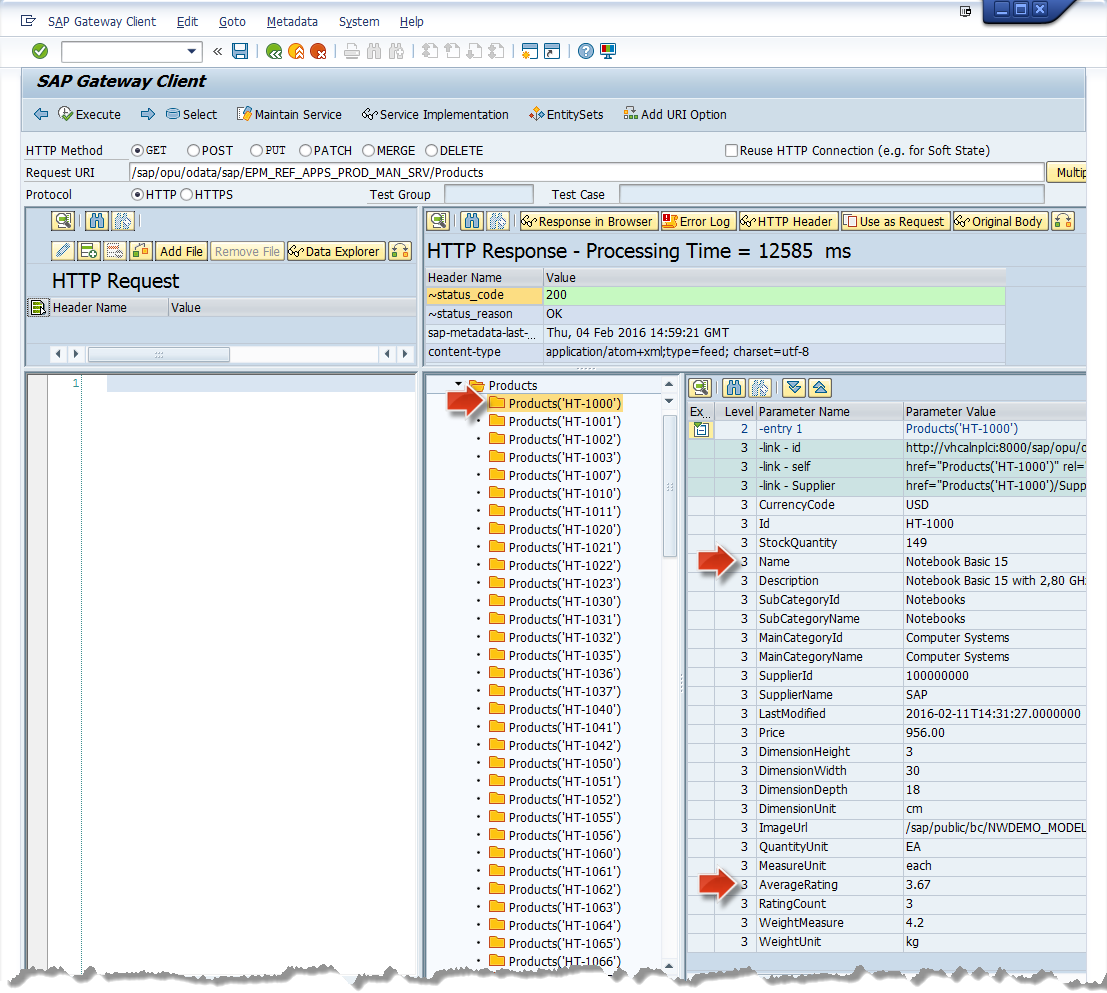 SAP Gateway Client Edit Goto Metadata System Help
SAP Gateway Client
Execute Select Maintain Service Service Implementation EntitySets Add URI Option
HTTP Method GET POST PUT PATCH MERGE DELETE Reuse HTTP Connection (e.g. for Soft State)
Request URI /sap/opu/odata/sap/EPM_REF_APPS_PROD_MAN_SRV/Products Multip
Protocol HTTP HTTPS Test Group Test Case
Add File Remove File Data Explorer
HTTP Request
Header Name Value
1
Response in Browser Error Log HTTP Header Use as Request Original Body
HTTP Response - Processing Time = 12585 ms
Header Name Value
~status_code 200
~status_reason OK
sap-metadata-last-... Thu, 04 Feb 2016 14:59:21 GMT
content-type application/atom+xml;type=feed; charset=utf-8
Products
Products('HT-1000')
Products('HT-1001')
Products('HT-1002')
Products('HT-1003')
Products('HT-1007')
Products('HT-1010')
Products('HT-1011')
Products('HT-1020')
Products('HT-1021')
Products('HT-1022')
Products('HT-1023')
Products('HT-1030')
Products('HT-1031')
Products('HT-1032')
Products('HT-1035')
Products('HT-1036')
Products('HT-1037')
Products('HT-1040')
Products('HT-1041')
Products('HT-1042')
Products('HT-1050')
Products('HT-1051')
Products('HT-1052')
Products('HT-1055')
Products('HT-1056')
Products('HT-1060')
Products('HT-1061')
Products('HT-1062')
Products('HT-1063')
Products('HT-1064')
Products('HT-1065')
Products('HT-1066')
Ex... Level Parameter Name Parameter Value
2 -entry 1 Products('HT-1000')
3 -link - id http://vhcalnplci:8000/sap/opu/o
3 -link - self href="Products('HT-1000')" rel=
3 -link - Supplier href="Products('HT-1000')/Supp
3 CurrencyCode USD
3 Id HT-1000
3 StockQuantity 149
3 Name Notebook Basic 15
3 Description Notebook Basic 15 with 2,80 GH
3 SubCategoryId Notebooks
3 SubCategoryName Notebooks
3 MainCategoryId Computer Systems
3 MainCategoryName Computer Systems
3 SupplierId 100000000
3 SupplierName SAP
3 LastModified 2016-02-11T14:31:27.0000000
3 Price 956.00
3 DimensionHeight 3
3 DimensionWidth 30
3 DimensionDepth 18
3 DimensionUnit cm
3 ImageUrl /sap/public/bc/NWDEMO_MODEL
3 QuantityUnit EA
3 MeasureUnit each
3 AverageRating 3.67
3 RatingCount 3
3 WeightMeasure 4.2
3 WeightUnit kg